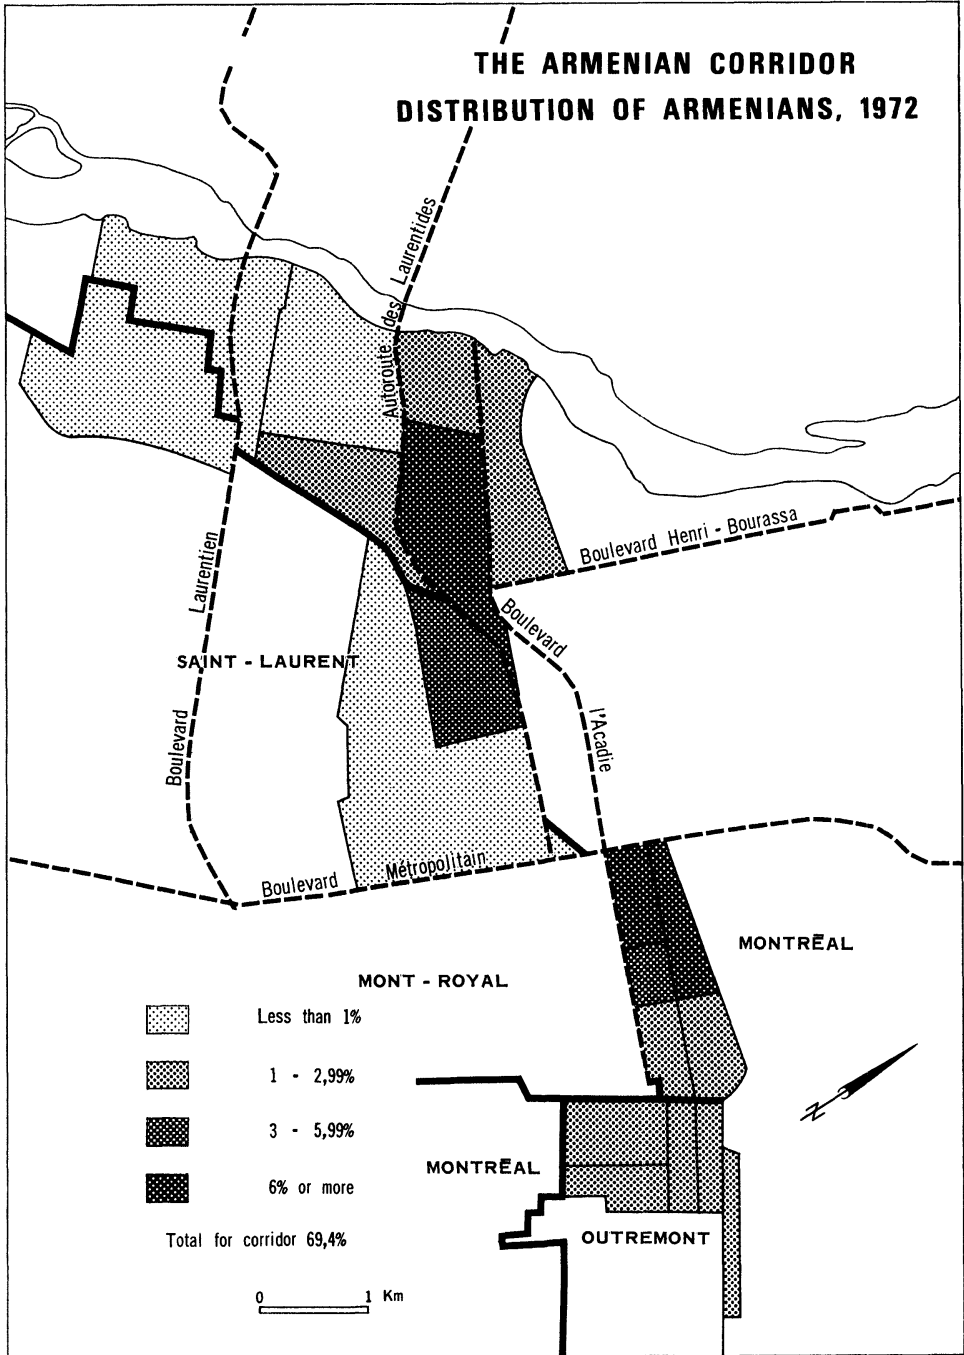 THE ARMENIAN CORRIDOR
DISTRIBUTION OF ARMENIANS, 1972
Autoroute des Laurentides
Boulevard Henri - Bourassa
Boulevard Laurentien
SAINT - LAURENT
Boulevard l'Acadie
Boulevard Métropolitain
MONTRĒAL
MONT - ROYAL
Less than 1%
1 - 2,99%
3 - 5,99%
6% or more
Total for corridor 69,4%
0 1 Km
N
MONTRĒAL
OUTREMONT